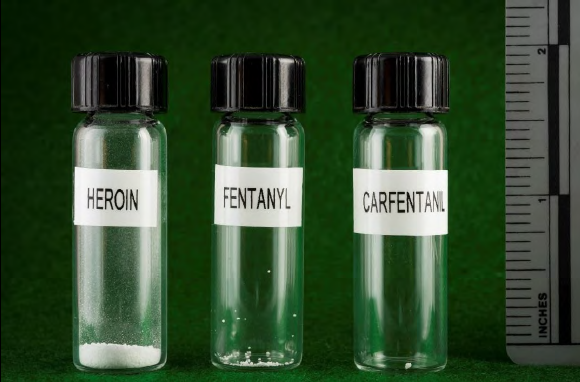 HEROIN
FENTANYL
CARFENTANIL
2
1
INCHES